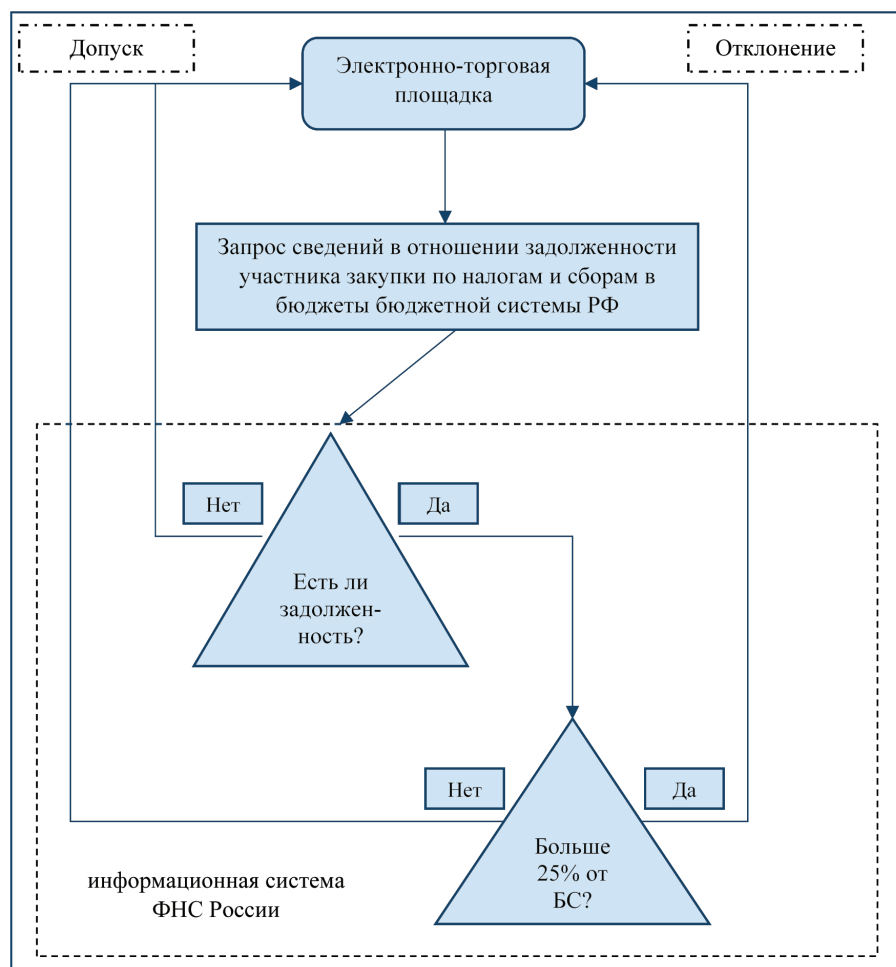 Допуск
Отклонение
Электронно-торговая
площадка
Запрос сведений в отношении задолженности
участника закупки по налогам и сборам в
бюджеты бюджетной системы РФ
Нет
Да
Есть ли
задолжен-
ность?
Нет
Да
Больше
25% от
БС?
информационная система
ФНС России